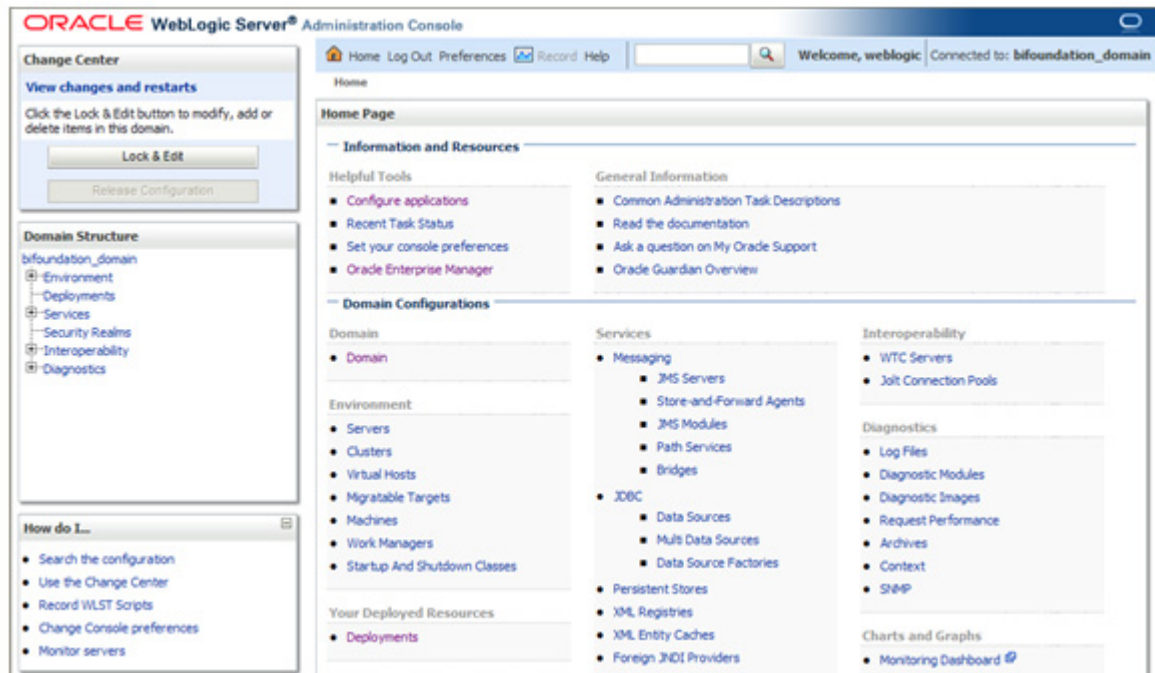 ORACLE WebLogic Server® Administration Console
Change Center
View changes and restarts
Click the Lock & Edit button to modify, add or
delete items in this domain.
Lock & Edit
Release Configuration
Domain Structure
bifoundation_domain
Environment
Deployments
Services
Security Realms
Interoperability
Diagnostics
How do I...
Search the configuration
Use the Change Center
Record WLST Scripts
Change Console preferences
Monitor servers
Home Log Out Preferences Record Help
Welcome, weblogic Connected to: bifoundation_domain
Home
Home Page
Information and Resources
Helpful Tools
Configure applications
Recent Task Status
Set your console preferences
Oracle Enterprise Manager
General Information
Common Administration Task Descriptions
Read the documentation
Ask a question on My Oracle Support
Oracle Guardian Overview
Domain Configurations
Domain
Domain
Environment
Servers
Clusters
Virtual Hosts
Migratable Targets
Machines
Work Managers
Startup And Shutdown Classes
Your Deployed Resources
Deployments
Services
Messaging
JMS Servers
Store-and-Forward Agents
JMS Modules
Path Services
Bridges
JDBC
Data Sources
Multi Data Sources
Data Source Factories
Persistent Stores
XML Registries
XML Entity Caches
Foreign JNDI Providers
Interoperability
WTC Servers
Jolt Connection Pools
Diagnostics
Log Files
Diagnostic Modules
Diagnostic Images
Request Performance
Archives
Context
SNMP
Charts and Graphs
Monitoring Dashboard